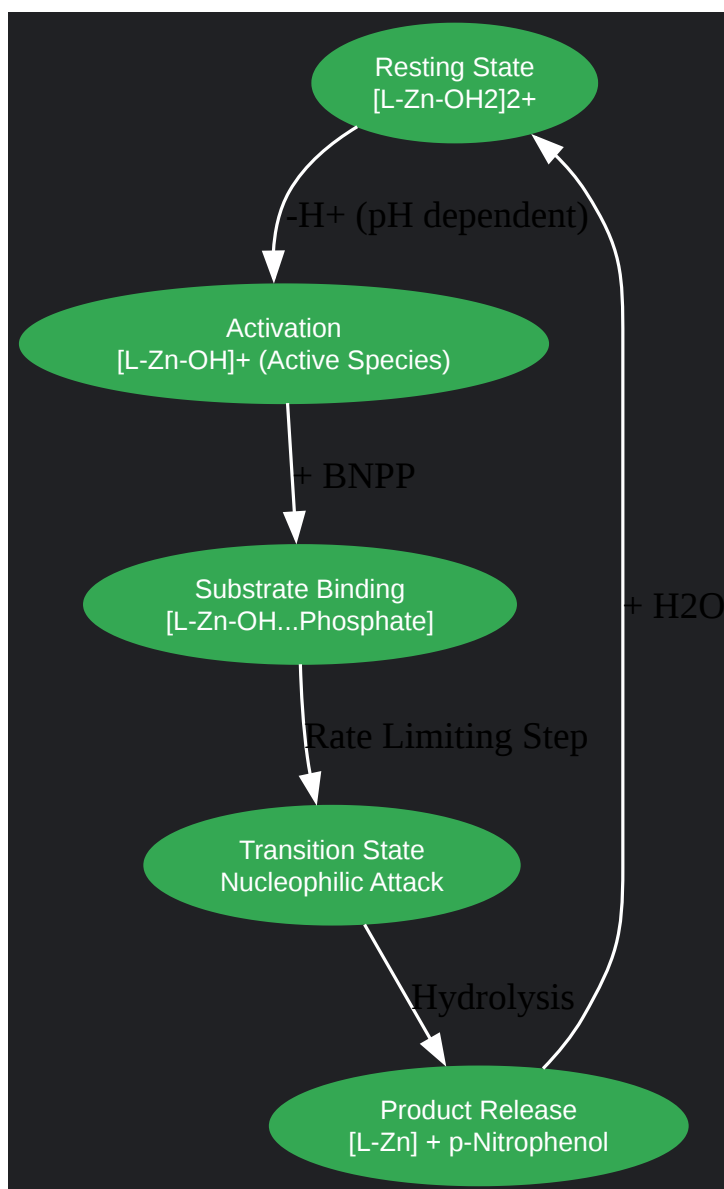 Resting State
[L-Zn-OH2]2+
-H+ (pH dependent)
Activation
[L-Zn-OH]+ (Active Species)
+ BNPP
Substrate Binding
[L-Zn-OH...Phosphate]
+ H2O
Rate Limiting Step
Transition State
Nucleophilic Attack
Hydrolysis
Product Release
[L-Zn] + p-Nitrophenol